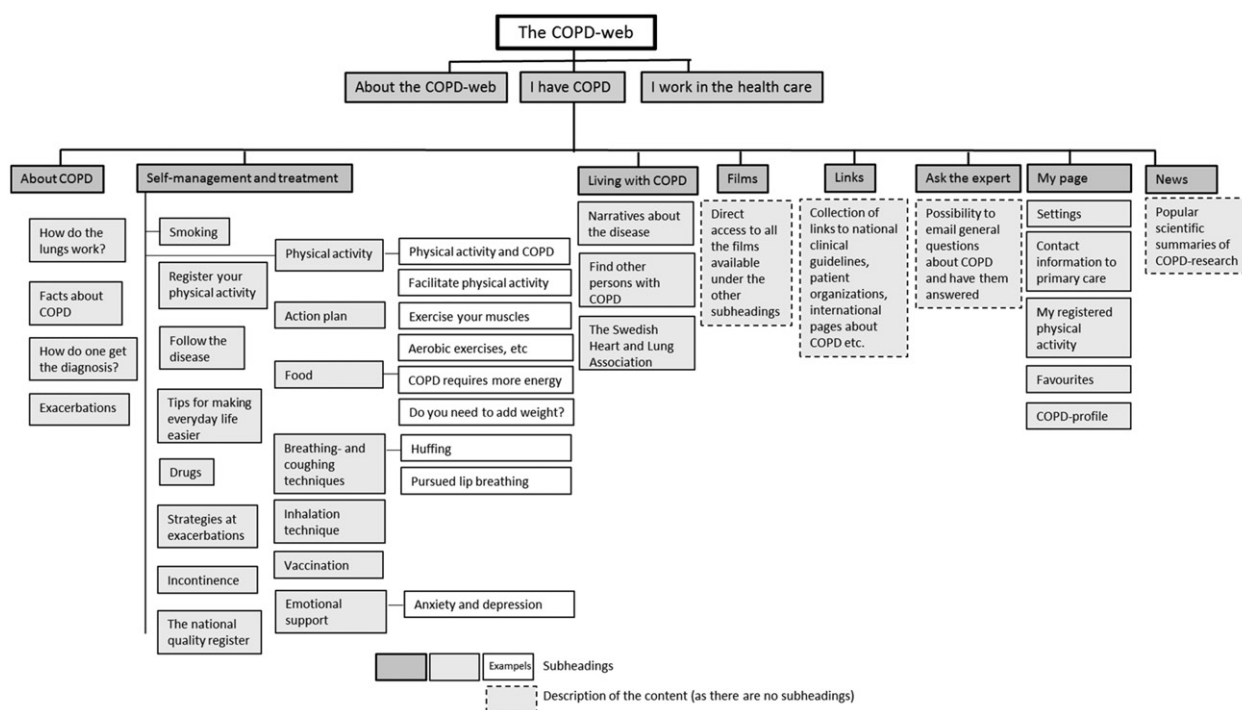 The COPD-web
About the COPD-web
I have COPD
I work in the health care
About COPD
Self-management and treatment
Living with COPD
Films
Links
Ask the expert
My page
News
How do the
lungs work?
Facts about
COPD
How do one get
the diagnosis?
Exacerbations
Smoking
Register your
physical activity
Follow the
disease
Tips for making
everyday life
easier
Drugs
Strategies at
exacerbations
Incontinence
The national
quality register
Physical activity
Action plan
Food
Breathing- and
coughing
techniques
Inhalation
technique
Vaccination
Emotional
support
Physical activity and COPD
Facilitate physical activity
Exercise your muscles
Aerobic exercises, etc
COPD requires more energy
Do you need to add weight?
Huffing
Pursued lip breathing
Anxiety and depression
Narratives about
the disease
Find other
persons with
COPD
The Swedish
Heart and Lung
Association
Direct
access to all
the films
available
under the
other
subheadings
Collection of
links to national
clinical
guidelines,
patient
organizations,
international
pages about
COPD etc.
Possibility to
email general
questions
about COPD
and have them
answered
Settings
Contact
information to
primary care
My registered
physical
activity
Favourites
COPD-profile
Popular
scientific
summaries of
COPD-research
Exampels
Subheadings
Description of the content (as there are no subheadings)